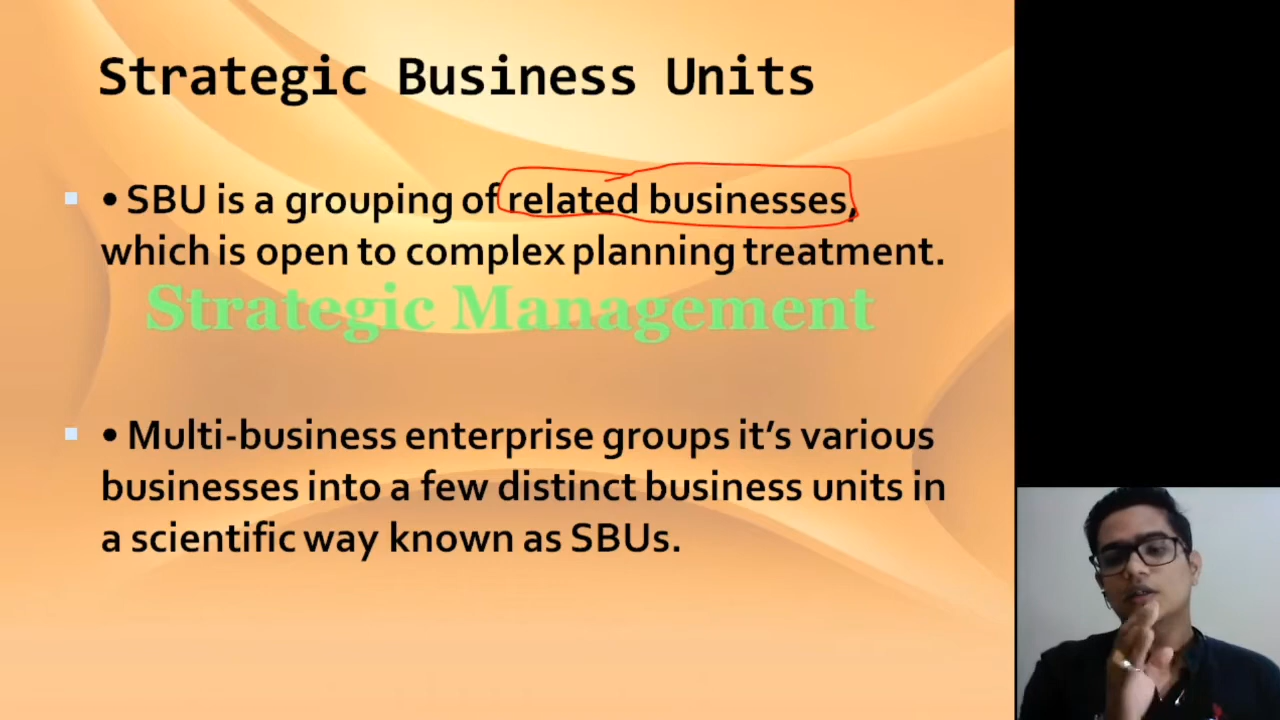 Strategic Business Units
• SBU is a grouping of related businesses,
which is open to complex planning treatment.
Strategic Management
• Multi-business enterprise groups it’s various
businesses into a few distinct business units in
a scientific way known as SBUs.